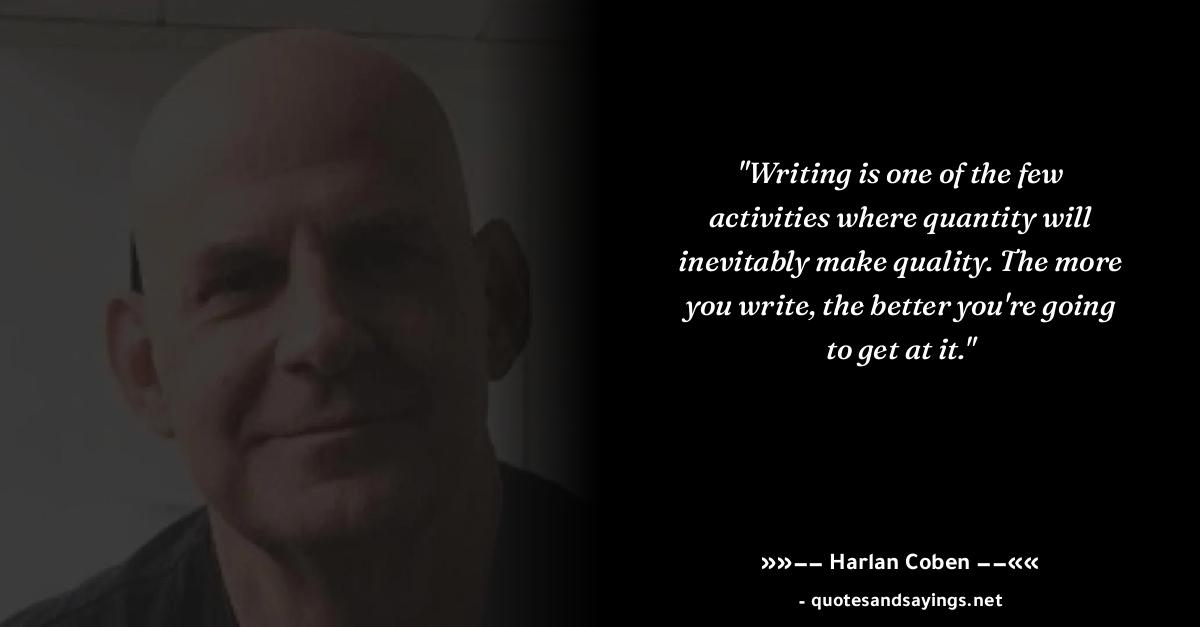 "Writing is one of the few
activities where quantity will
inevitably make quality. The more
you write, the better you're going
to get at it."
»»−− Harlan Coben −−««
- quotesandsayings.net